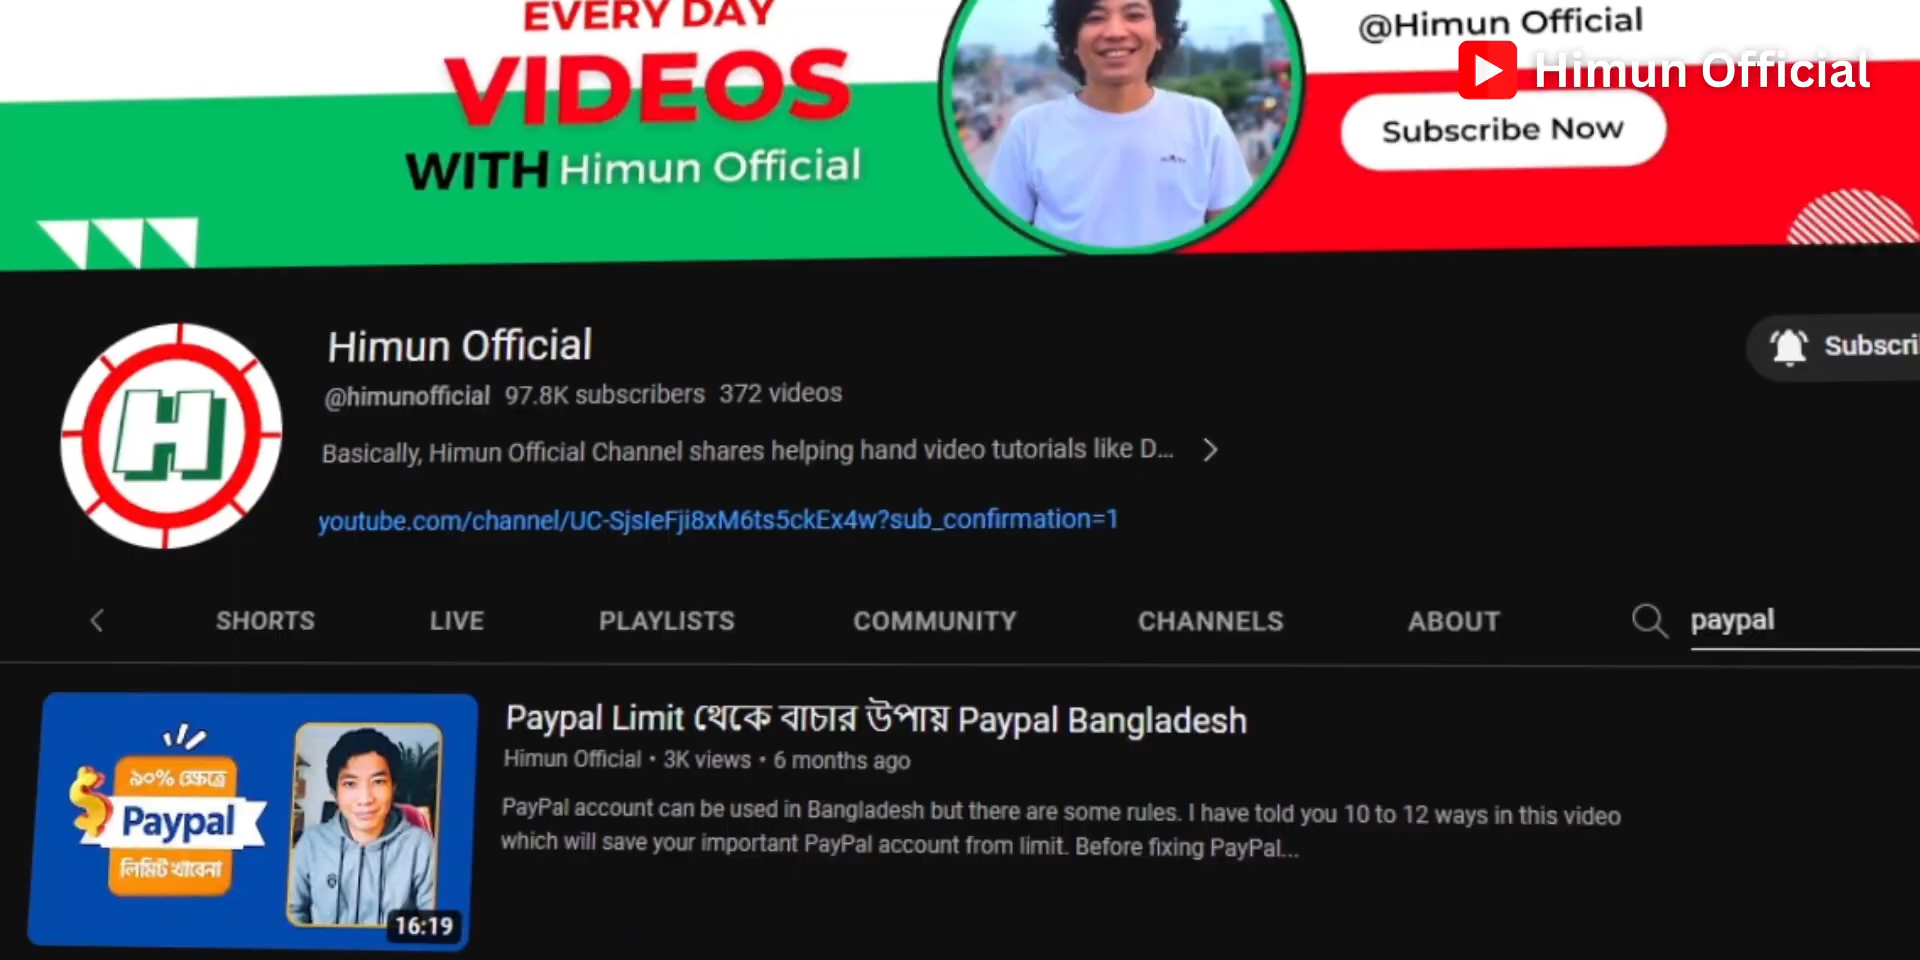 EVERY DAY
VIDEOS
WITH Himun Official
@Himun Official
Himun Official
Subscribe Now
H
Himun Official
@himunofficial 97.8K subscribers 372 videos
Basically, Himun Official Channel shares helping hand video tutorials like D...
youtube.com/channel/UC-SjsIeFji8xM6ts5ckEx4w?sub_confirmation=1
Subscri
SHORTS LIVE PLAYLISTS COMMUNITY CHANNELS ABOUT paypal
৯০% ক্ষেত্রে
Paypal
লিমিট খাবেনা
16:19
Paypal Limit থেকে বাচার উপায় Paypal Bangladesh
Himun Official • 3K views • 6 months ago
PayPal account can be used in Bangladesh but there are some rules. I have told you 10 to 12 ways in this video
which will save your important PayPal account from limit. Before fixing PayPal...